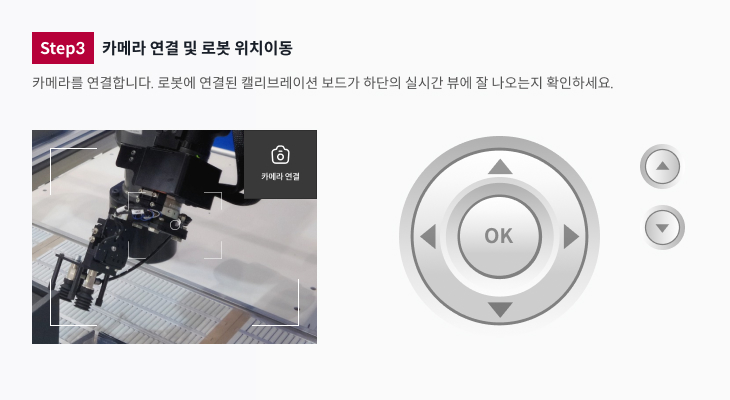 Step3 카메라 연결 및 로봇 위치이동
카메라를 연결합니다. 로봇에 연결된 캘리브레이션 보드가 하단의 실시간 뷰에 잘 나오는지 확인하세요.
카메라 연결
OK